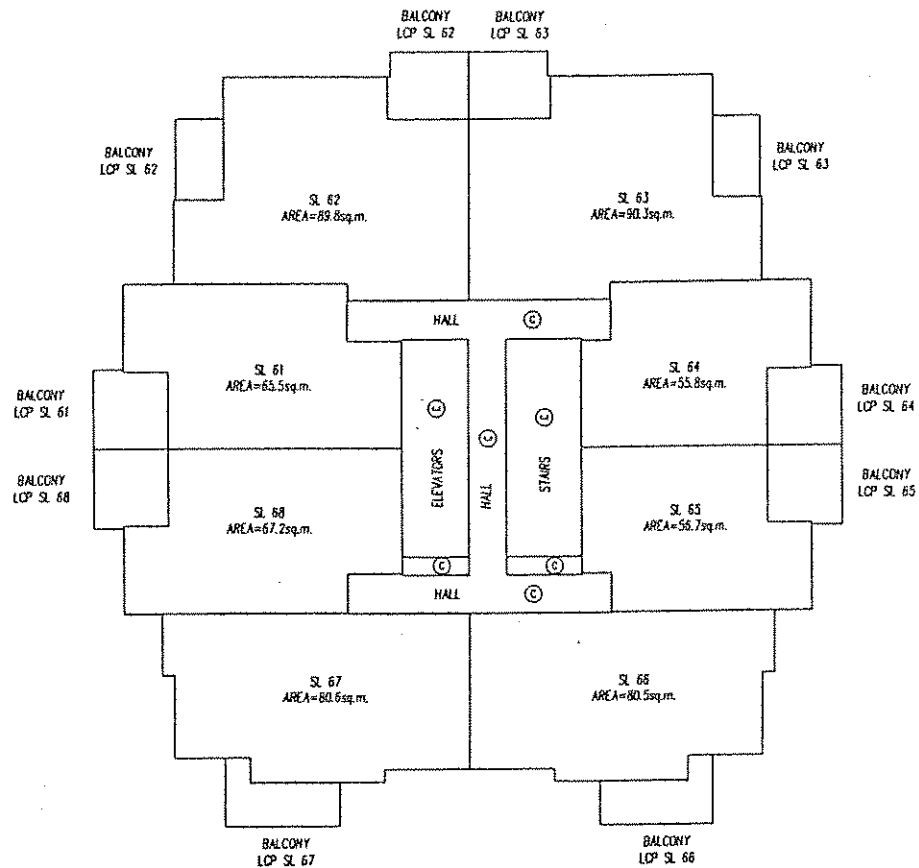 BALCONY
LCP SL 62
BALCONY
LCP SL 63
BALCONY
LCP SL 62
BALCONY
LCP SL 63
SL 62
AREA=89.8sq.m.
SL 63
AREA=90.3sq.m.
HALL
C
SL 61
AREA=65.5sq.m.
SL 64
AREA=55.8sq.m.
BALCONY
LCP SL 61
BALCONY
LCP SL 64
C
C
C
ELEVATORS
HALL
STAIRS
BALCONY
LCP SL 68
BALCONY
LCP SL 65
SL 68
AREA=67.2sq.m.
SL 65
AREA=56.7sq.m.
C
C
HALL
C
SL 67
AREA=80.6sq.m.
SL 66
AREA=80.5sq.m.
BALCONY
LCP SL 67
BALCONY
LCP SL 66